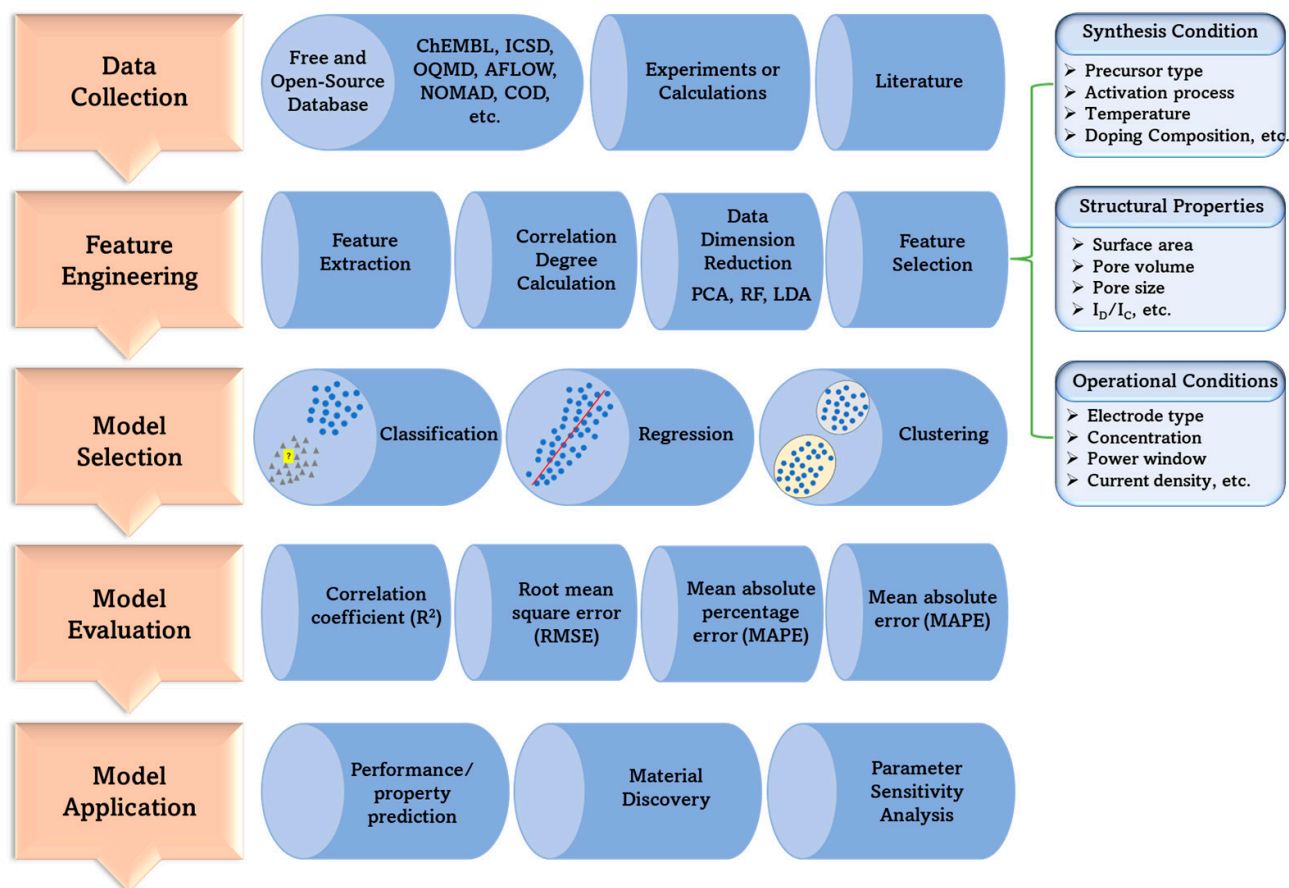 Data
Collection
Free and
Open-Source
Database
ChEMBL, ICSD,
OQMD, AFLOW,
NOMAD, COD,
etc.
Experiments or
Calculations
Literature
Synthesis Condition
➢ Precursor type
➢ Activation process
➢ Temperature
➢ Doping Composition, etc.
Feature
Engineering
Feature
Extraction
Correlation
Degree
Calculation
Data
Dimension
Reduction
PCA, RF, LDA
Feature
Selection
Structural Properties
➢ Surface area
➢ Pore volume
➢ Pore size
➢ I_D/I_C, etc.
Model
Selection
?
Classification
Regression
Clustering
Operational Conditions
➢ Electrode type
➢ Concentration
➢ Power window
➢ Current density, etc.
Model
Evaluation
Correlation
coefficient (R²)
Root mean
square error
(RMSE)
Mean absolute
percentage
error (MAPE)
Mean absolute
error (MAPE)
Model
Application
Performance/
property
prediction
Material
Discovery
Parameter
Sensitivity
Analysis